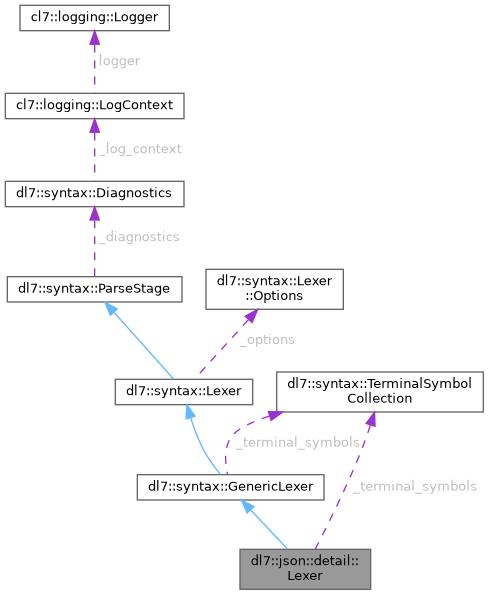 cl7::logging::Logger
logger
cl7::logging::LogContext
_log_context
dl7::syntax::Diagnostics
_diagnostics
dl7::syntax::ParseStage
dl7::syntax::Lexer
::Options
_options
dl7::syntax::Lexer
dl7::syntax::TerminalSymbol
Collection
_terminal_symbols
dl7::syntax::GenericLexer
_terminal_symbols
dl7::json::detail::
Lexer